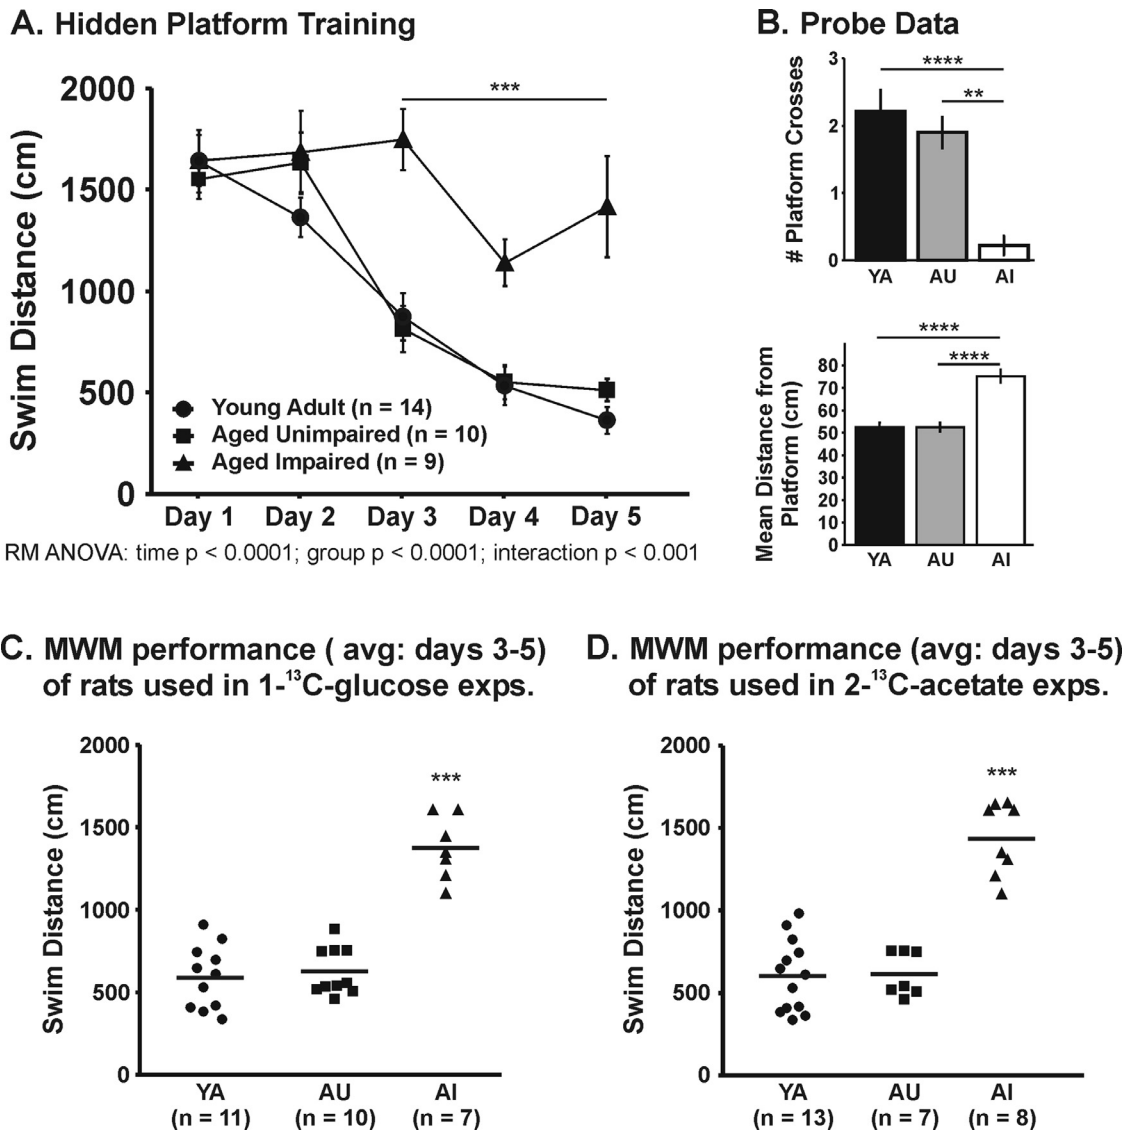 A. Hidden Platform Training
2000
1500
1000
500
0
Swim Distance (cm)
***
Young Adult (n = 14)
Aged Unimpaired (n = 10)
Aged Impaired (n = 9)
Day 1 Day 2 Day 3 Day 4 Day 5
RM ANOVA: time p < 0.0001; group p < 0.0001; interaction p < 0.001
B. Probe Data
# Platform Crosses
3
2
1
0
****
**
YA AU AI
Mean Distance from
Platform (cm)
80
70
60
50
40
30
20
10
0
****
****
YA AU AI
C. MWM performance ( avg: days 3-5)
of rats used in 1-¹³C-glucose exps.
Swim Distance (cm)
2000
1500
1000
500
0
***
YA AU AI
(n = 11) (n = 10) (n = 7)
D. MWM performance (avg: days 3-5)
of rats used in 2-¹³C-acetate exps.
Swim Distance (cm)
2000
1500
1000
500
0
***
YA AU AI
(n = 13) (n = 7) (n = 8)